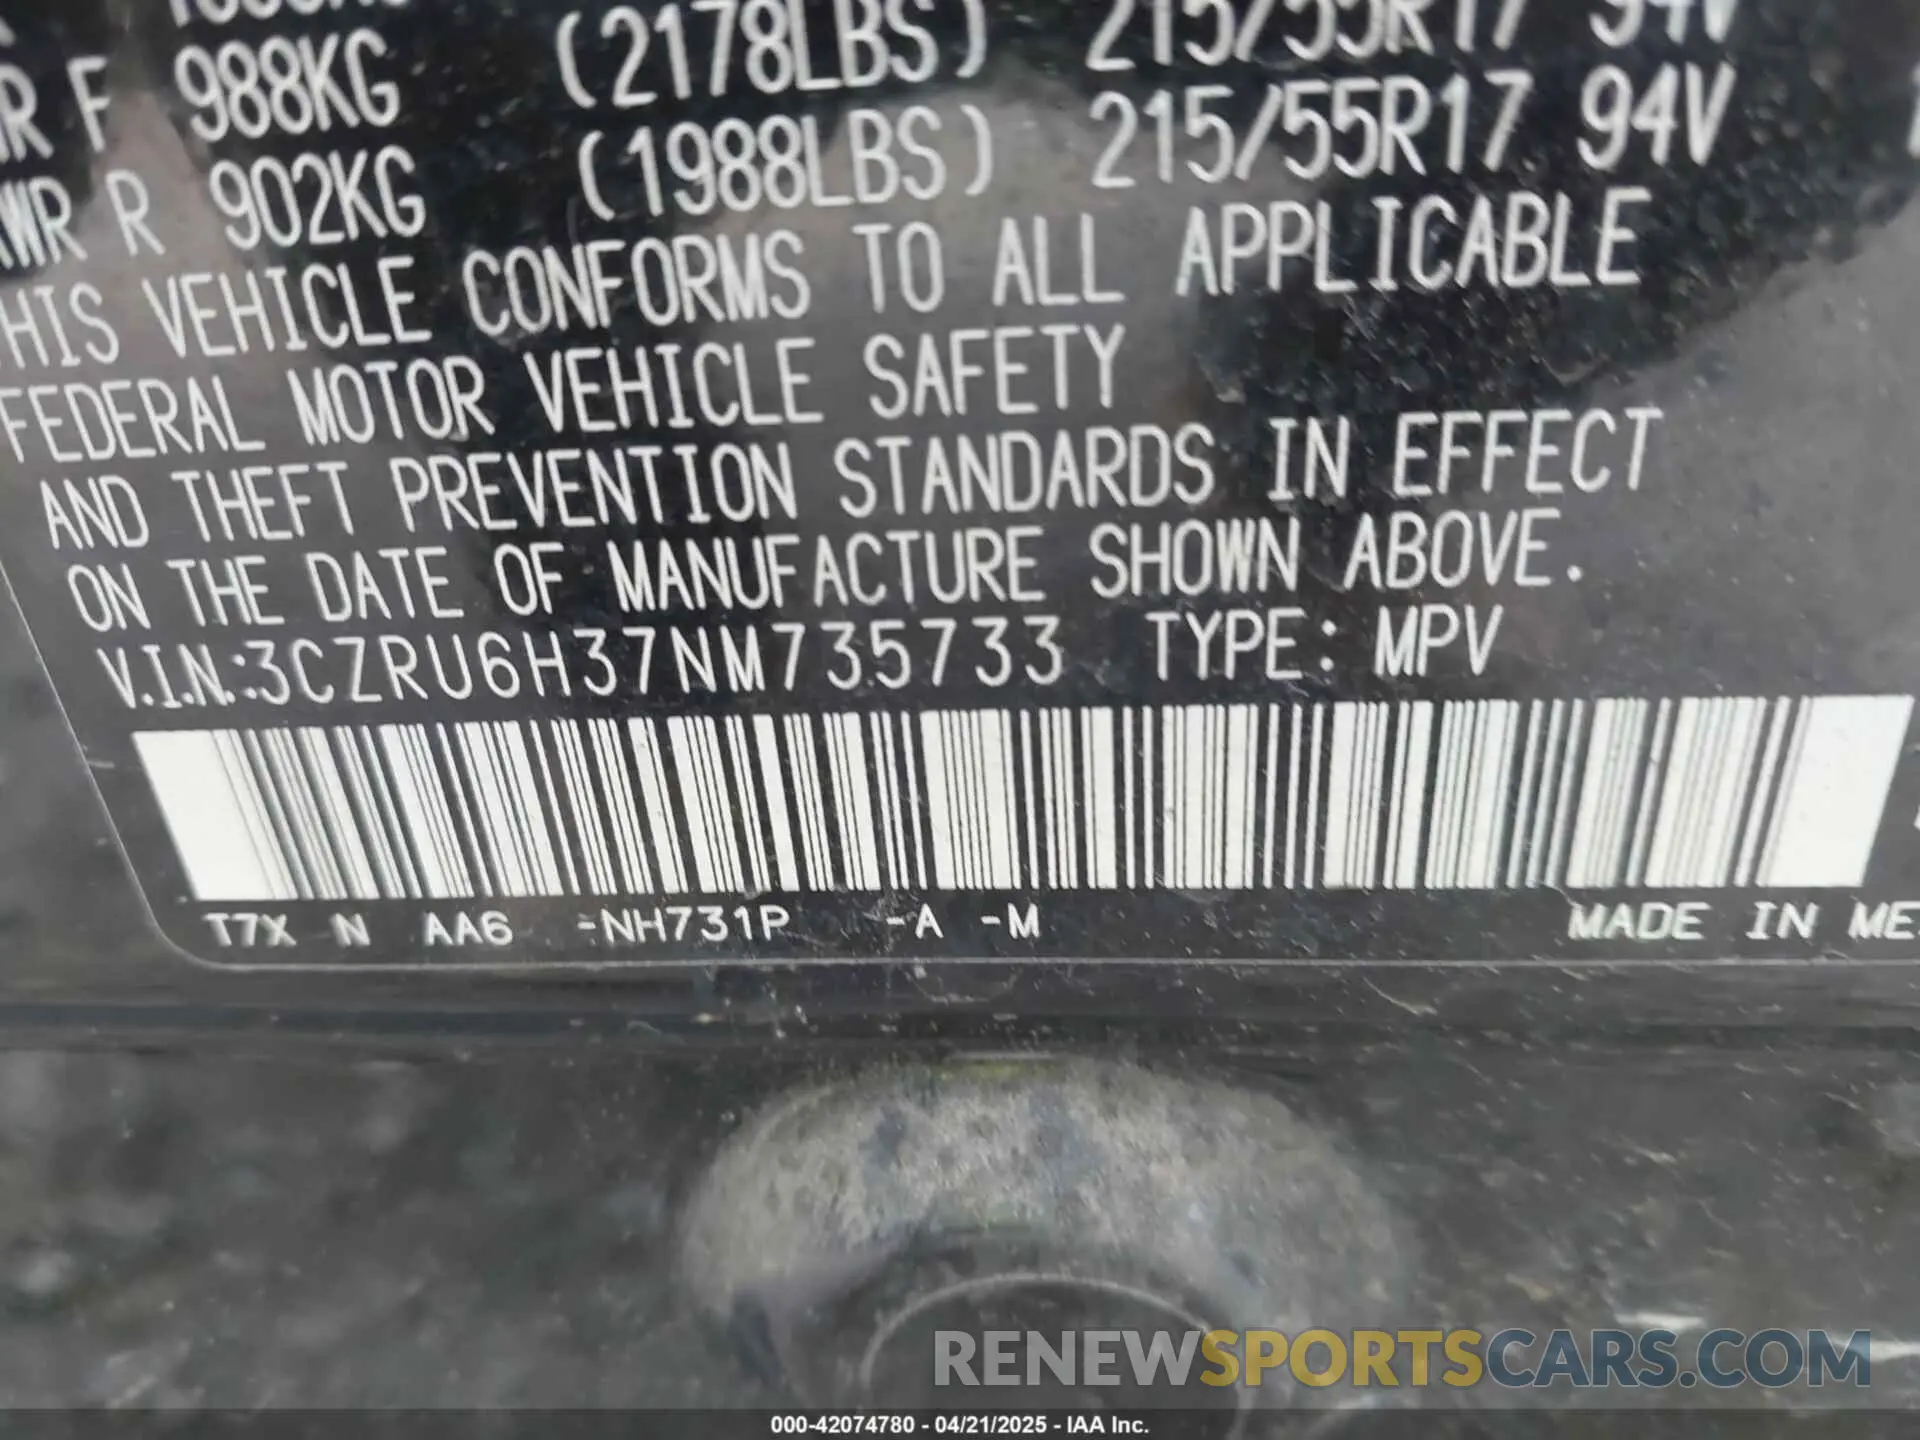 R F 988KG (2178LBS) 215/55R17 94V
WR R 902KG (1988LBS) 215/55R17 94V
HIS VEHICLE CONFORMS TO ALL APPLICABLE
FEDERAL MOTOR VEHICLE SAFETY
AND THEFT PREVENTION STANDARDS IN EFFECT
ON THE DATE OF MANUFACTURE SHOWN ABOVE.
V.I.N.:3CZRU6H37NM735733 TYPE: MPV
T7X N AA6 -NH731P -A -M MADE IN ME
RENEWSPORTSCARS.COM
000-42074780 - 04/21/2025 - IAA Inc.